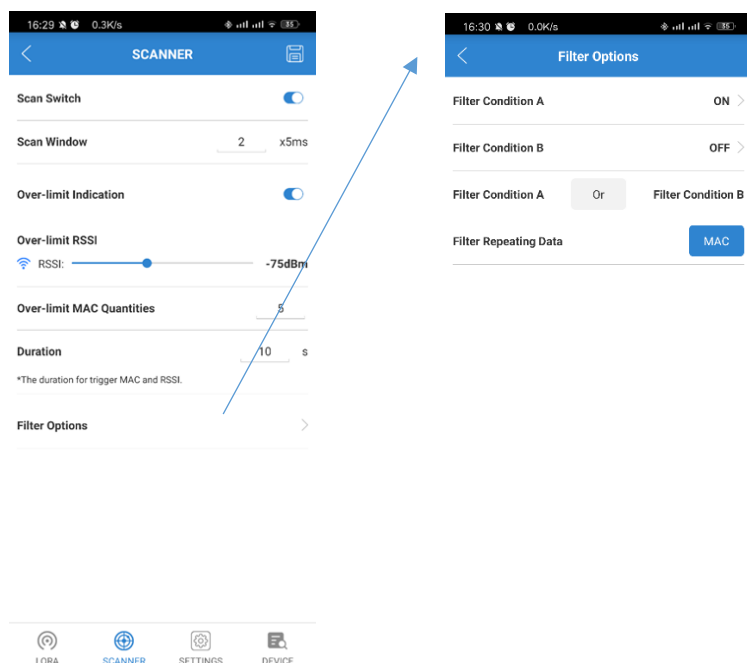 16:29 0.3K/s 35
SCANNER
Scan Switch
Scan Window 2 x5ms
Over-limit Indication
Over-limit RSSI
RSSI: -75dBm
Over-limit MAC Quantities 5
Duration 10 s
*The duration for trigger MAC and RSSI.
Filter Options
LORA SCANNER SETTINGS DEVICE
16:30 0.0K/s 35
Filter Options
Filter Condition A ON
Filter Condition B OFF
Filter Condition A Or Filter Condition B
Filter Repeating Data MAC